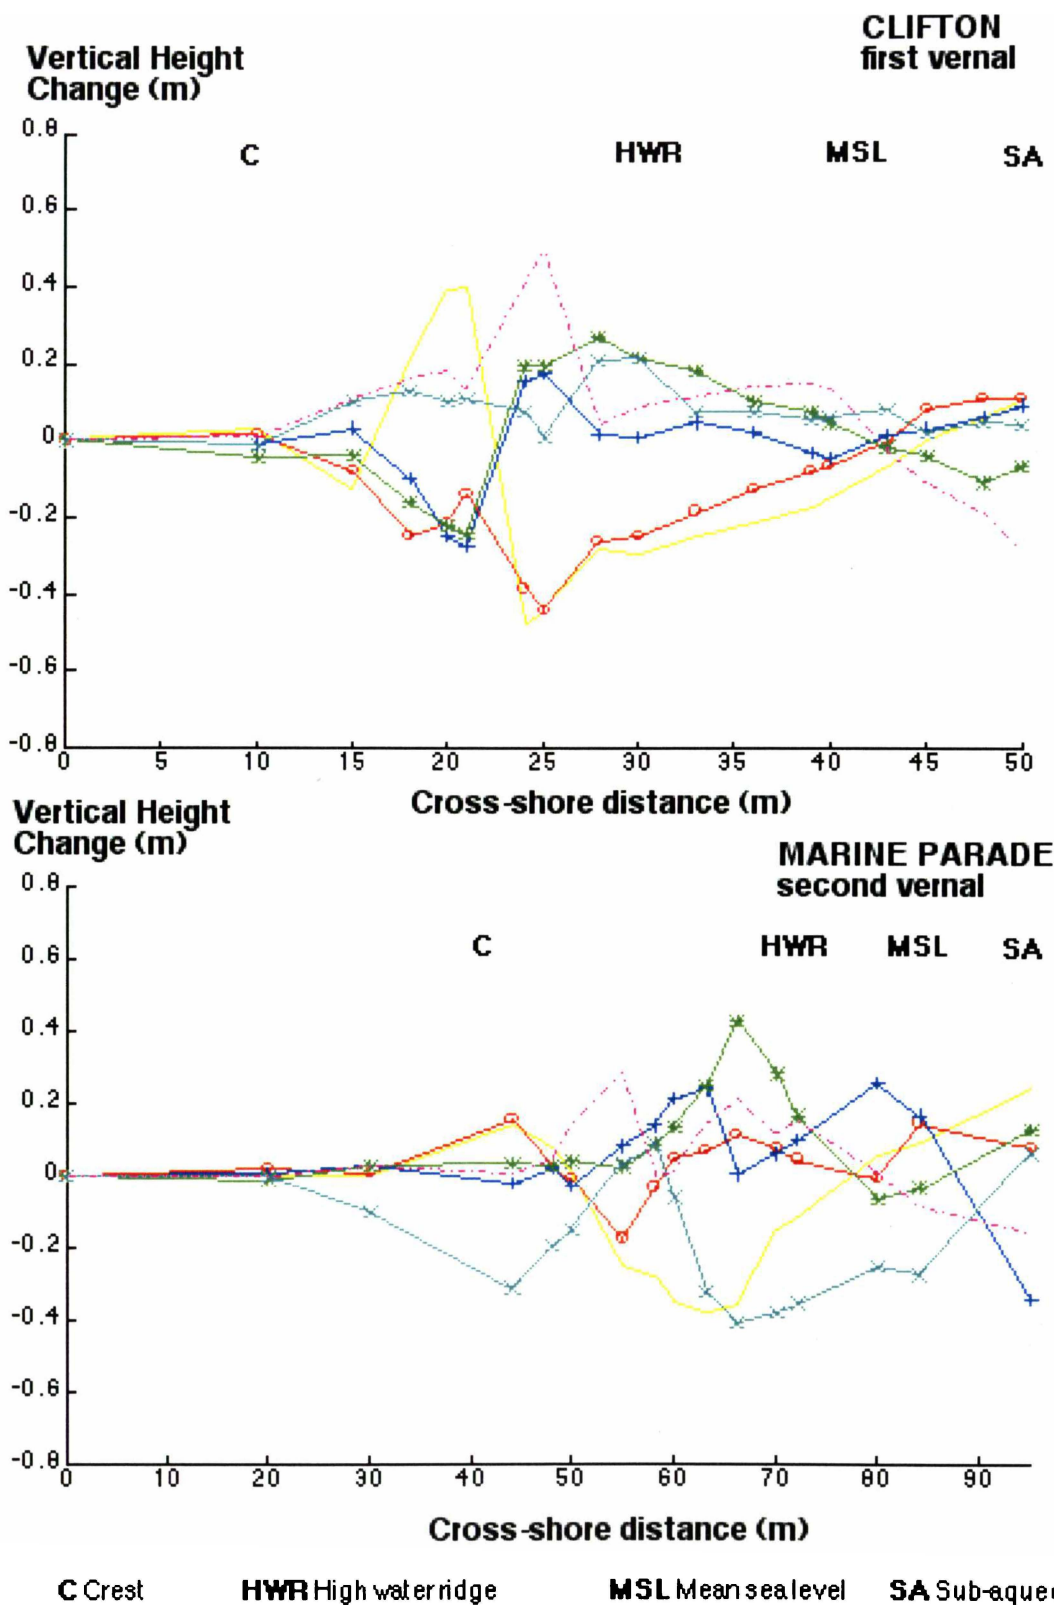 CLIFTON
first vernal
Vertical Height
Change (m)
C HWR MSL SA
0.8
0.6
0.4
0.2
0
-0.2
-0.4
-0.6
-0.8
0 5 10 15 20 25 30 35 40 45 50
Cross-shore distance (m)
Vertical Height
Change (m)
MARINE PARADE
second vernal
C HWR MSL SA
0.8
0.6
0.4
0.2
0
-0.2
-0.4
-0.6
-0.8
0 10 20 30 40 50 60 70 80 90
Cross-shore distance (m)
C Crest HWR High water ridge MSL Mean sea level SA Sub-aque